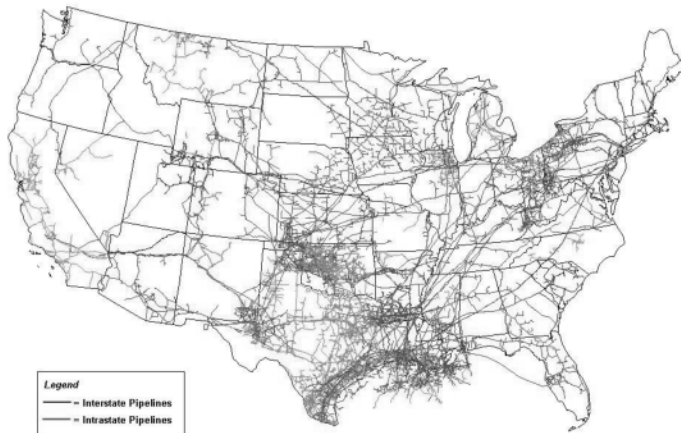 Legend
= Interstate Pipelines
= Intrastate Pipelines